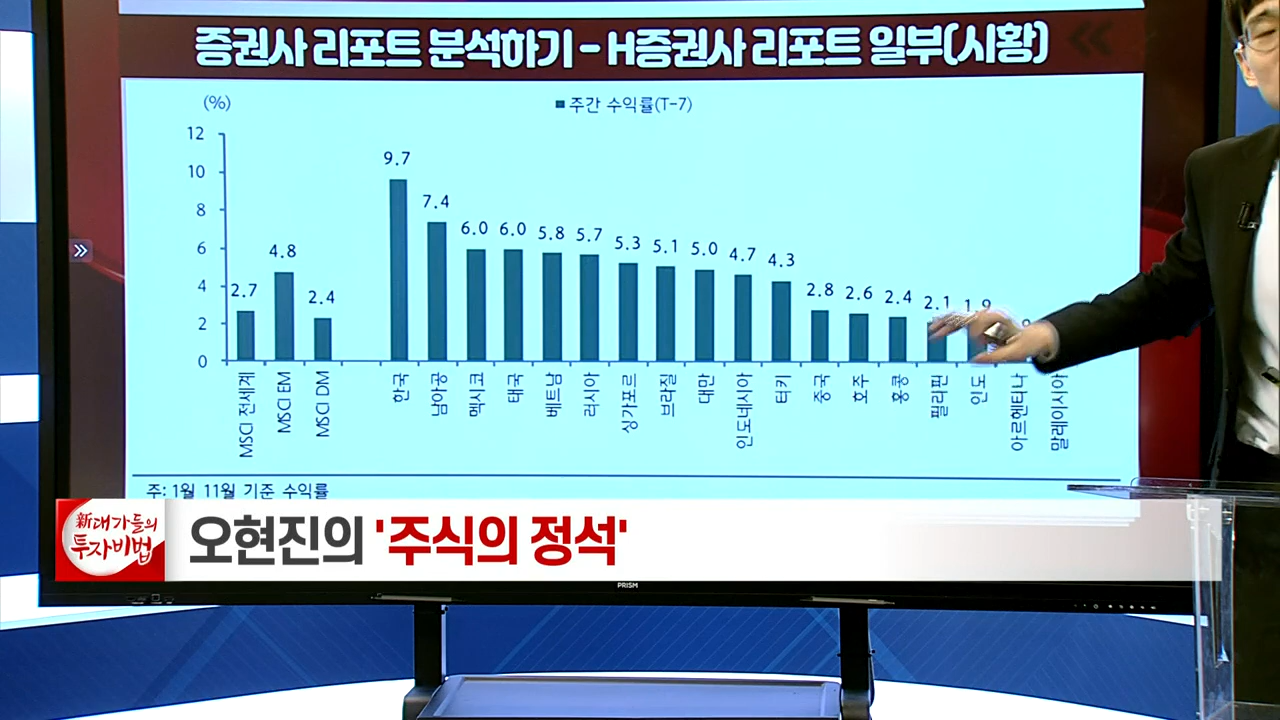 증권사 리포트 분석하기 - H증권사 리포트 일부(시황)
(%)
■주간 수익률(T-7)
12
10
8
6
4
2
0
2.7
4.8
2.4
9.7
7.4
6.0
6.0
5.8
5.7
5.3
5.1
5.0
4.7
4.3
2.8
2.6
2.4
2.1
1.9
MSCI 전세계
MSCI EM
MSCI DM
한국
남아공
멕시코
태국
베트남
러시아
싱가포르
브라질
대만
인도네시아
터키
중국
호주
홍콩
필리핀
인도
아르헨티나
말레이시아
주: 1월 11월 기준 수익률
新대가들의
투자비법
오현진의 '주식의 정석'
PRISM